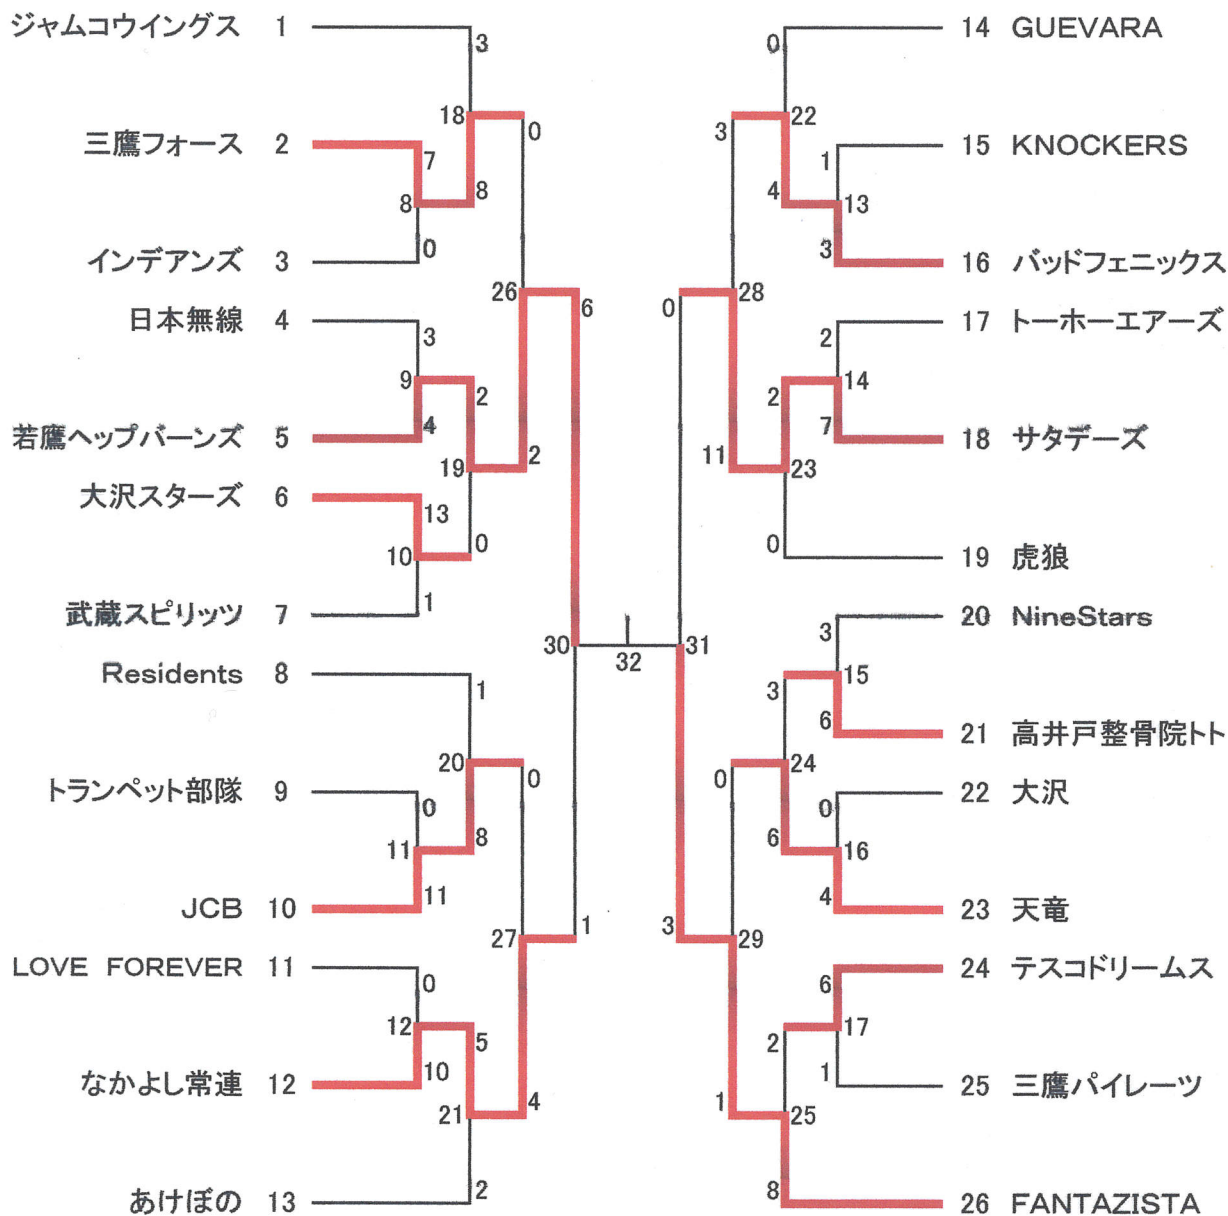 ジャムコウイングス 1
3
18
0
三鷹フォース 2
7
8
8
0
インデアンズ 3
日本無線 4
26
6
3
9
2
4
若鷹ヘップバーンズ 5
19
2
大沢スターズ 6
13
10
0
1
武蔵スピリッツ 7
30
32
31
Residents 8
1
20
0
トランペット部隊 9
0
11
8
11
JCB 10
27
1
LOVE FOREVER 11
0
12
5
10
なかよし常連 12
21
4
2
あけぼの 13
14 GUEVARA
0
22
3
15 KNOCKERS
1
4
13
3
16 バッドフェニックス
0
28
17 トーホーエアーズ
2
2
14
7
18 サタデーズ
11
23
0
19 虎狼
20 NineStars
3
3
15
6
21 高井戸整骨院トト
0
24
22 大沢
0
6
16
4
23 天竜
3
29
24 テスコドリームス
6
2
17
1
25 三鷹パイレーツ
1
25
8
26 FANTAZISTA